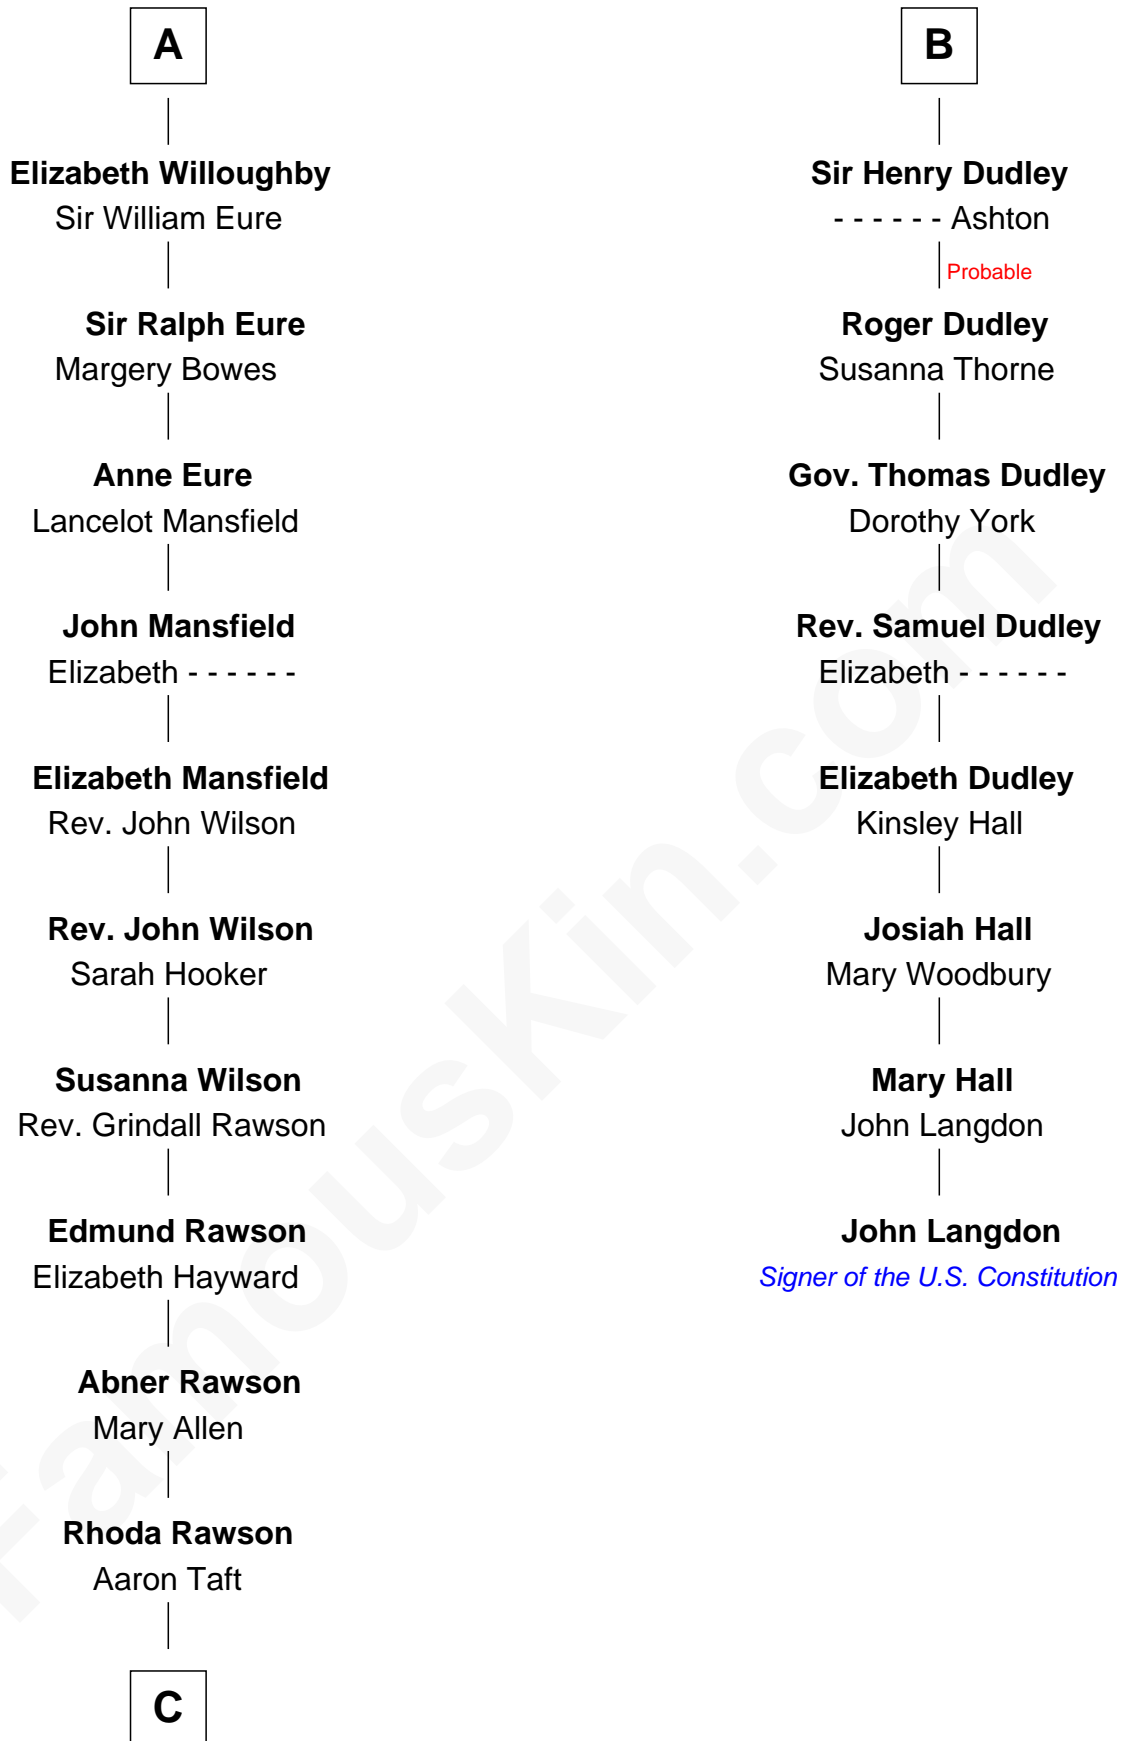 A
Elizabeth Willoughby
Sir William Eure
Sir Ralph Eure
Margery Bowes
Anne Eure
Lancelot Mansfield
John Mansfield
Elizabeth - - - - - -
Elizabeth Mansfield
Rev. John Wilson
Rev. John Wilson
Sarah Hooker
Susanna Wilson
Rev. Grindall Rawson
Edmund Rawson
Elizabeth Hayward
Abner Rawson
Mary Allen
Rhoda Rawson
Aaron Taft
C
B
Sir Henry Dudley
- - - - - - Ashton
Probable
Roger Dudley
Susanna Thorne
Gov. Thomas Dudley
Dorothy York
Rev. Samuel Dudley
Elizabeth - - - - - -
Elizabeth Dudley
Kinsley Hall
Josiah Hall
Mary Woodbury
Mary Hall
John Langdon
John Langdon
Signer of the U.S. Constitution
FamousKin.com